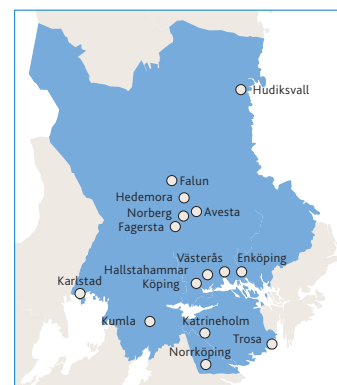 Hudiksvall
Falun
Hedemora
Avesta
Norberg
Fagersta
Västerås
Enköping
Hallstahammar
Köping
Karlstad
Kumla
Katrineholm
Trosa
Norrköping